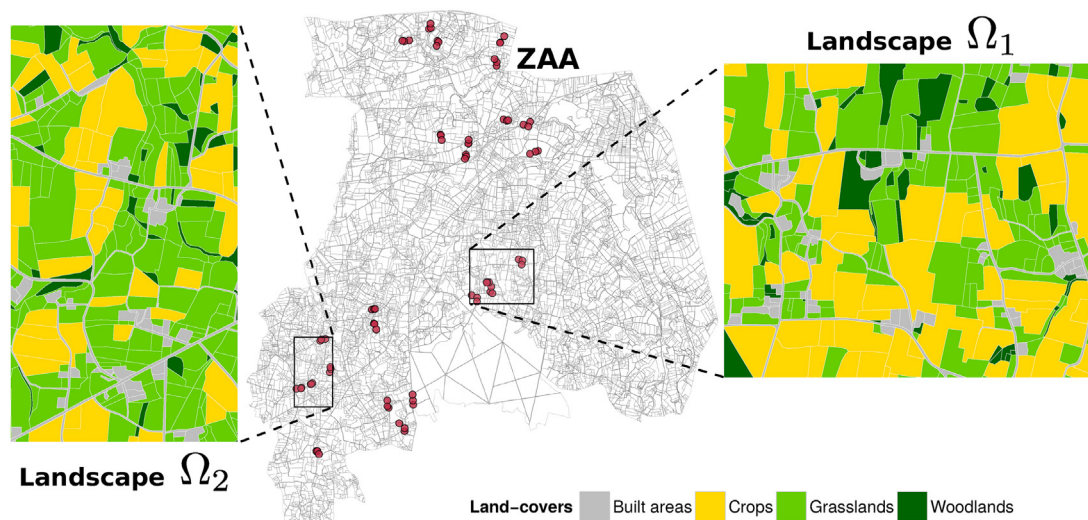 ZAA
Landscape Ω1
Landscape Ω2
Land-covers Built areas Crops Grasslands Woodlands